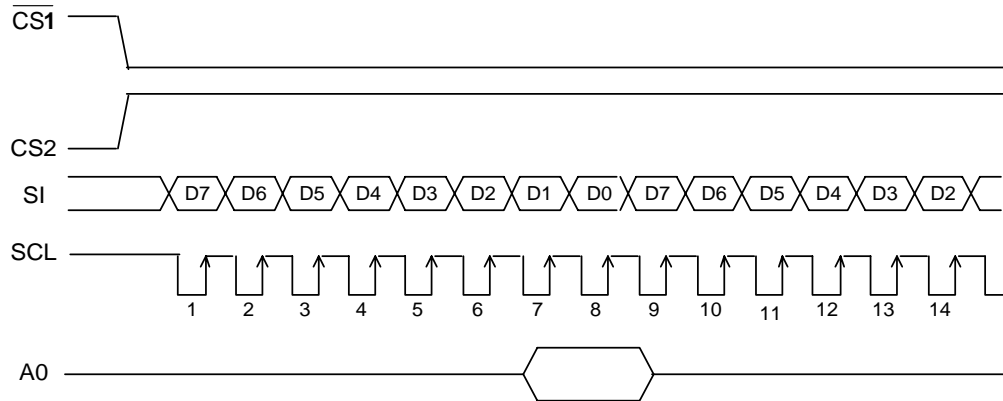 CS1
CS2
SI D7 D6 D5 D4 D3 D2 D1 D0 D7 D6 D5 D4 D3 D2
SCL
1 2 3 4 5 6 7 8 9 10 11 12 13 14
A0